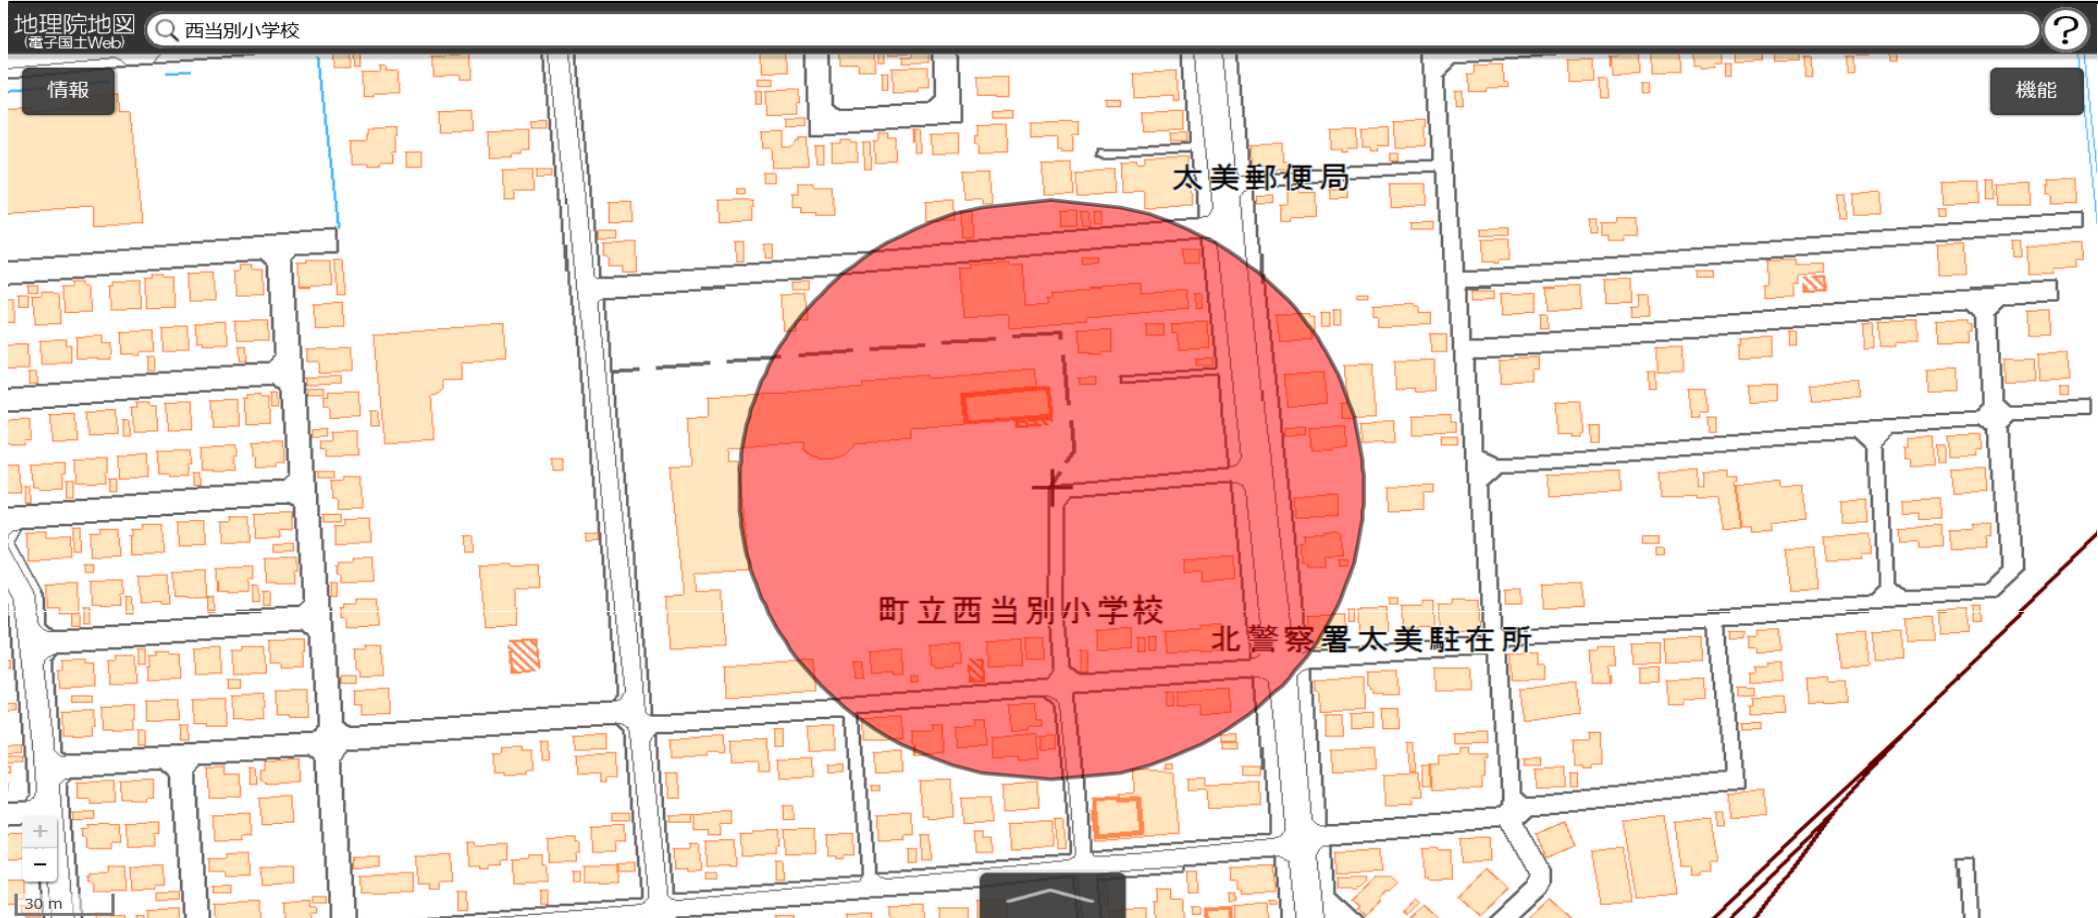 地理院地図
(電子国土Web)
西当別小学校
?
情報
機能
太美郵便局
町立西当別小学校
北警察署太美駐在所
+
−
30 m